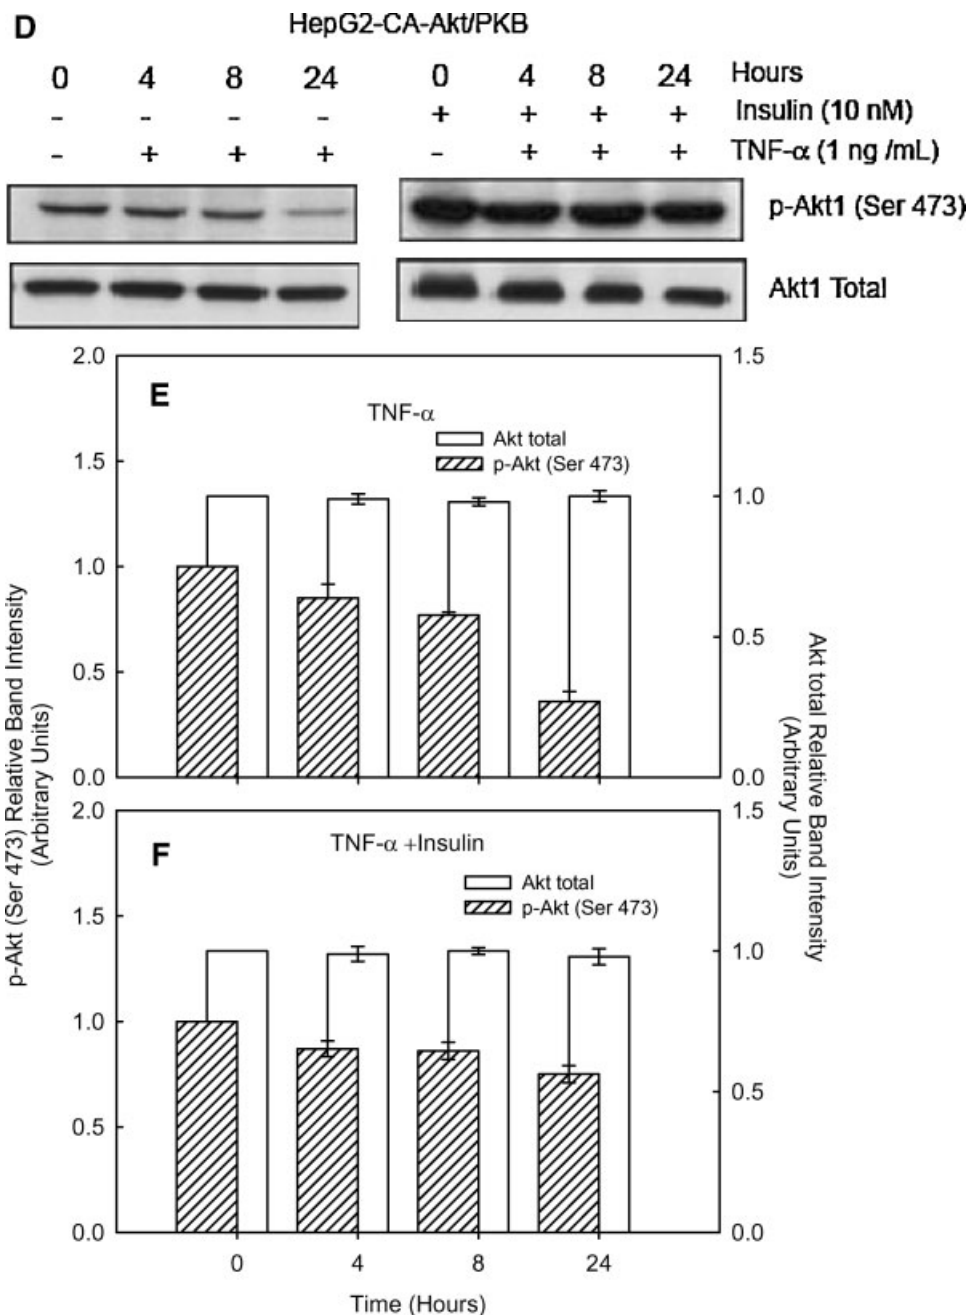 D HepG2-CA-Akt/PKB
0 4 8 24 0 4 8 24 Hours
- - - - + + + + Insulin (10 nM)
- + + + - + + + TNF-α (1 ng /mL)
p-Akt1 (Ser 473)
Akt1 Total
E
TNF-α
Akt total
p-Akt (Ser 473)
2.0
1.5
1.0
0.5
0.0
1.5
1.0
0.5
0.0
F
TNF-α +Insulin
Akt total
p-Akt (Ser 473)
2.0
1.5
1.0
0.5
0.0
1.5
1.0
0.5
0.0
p-Akt (Ser 473) Relative Band Intensity
(Arbitrary Units)
Akt total Relative Band Intensity
(Arbitrary Units)
0 4 8 24
Time (Hours)